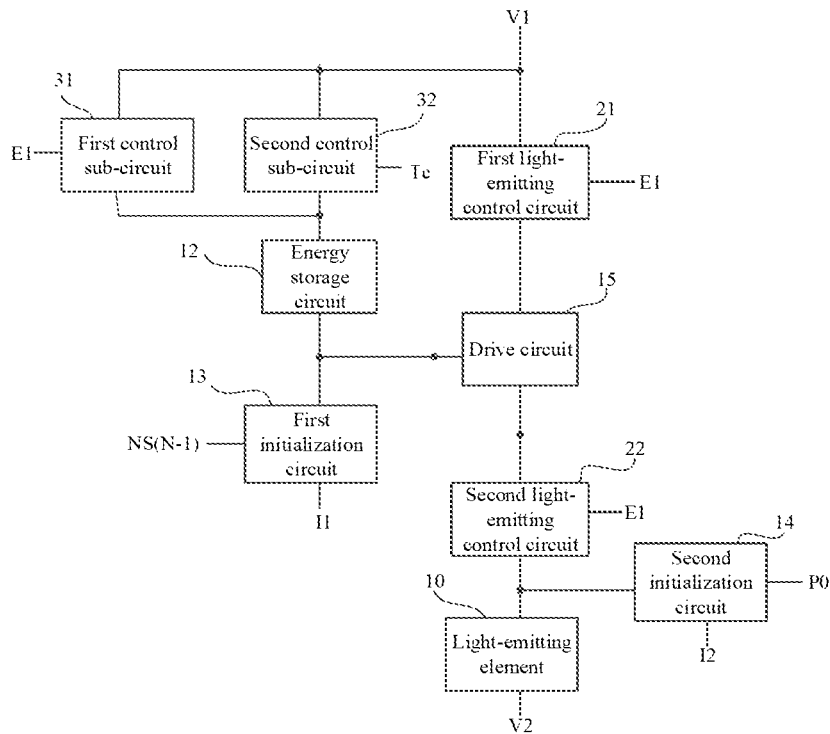 V1
31
32
21
First control
sub-circuit
E1
Second control
sub-circuit
Tc
First light-
emitting
control circuit
E1
12
Energy
storage
circuit
15
Drive circuit
13
First
initialization
circuit
NS(N-1)
I1
22
Second light-
emitting
control circuit
E1
14
Second
initialization
circuit
P0
I2
10
Light-emitting
element
V2